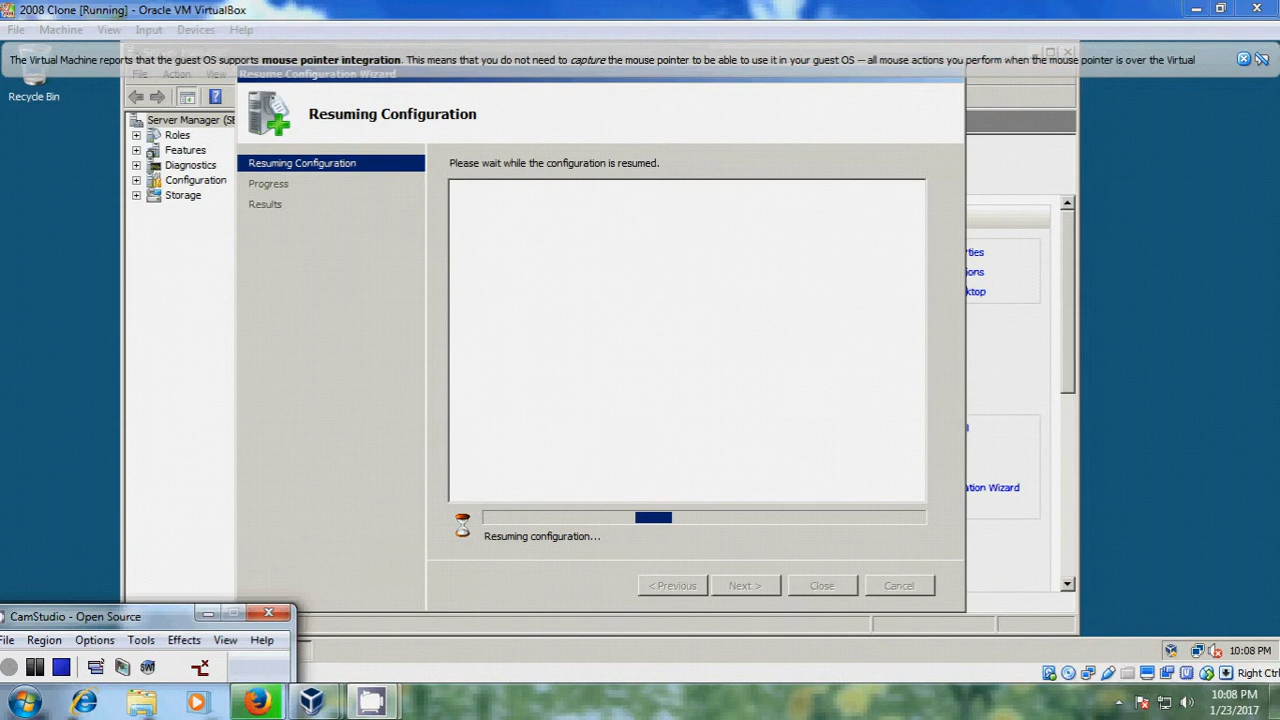 2008 Clone [Running] - Oracle VM VirtualBox
File Machine View Input Devices Help
The Virtual Machine reports that the guest OS supports mouse pointer integration. This means that you do not need to capture the mouse pointer to be able to use it in your guest OS -- all mouse actions you perform when the mouse pointer is over the Virtual
File Action View
Resume Configuration Wizard
Recycle Bin
Resuming Configuration
Server Manager (SE
Roles
Features
Diagnostics
Configuration
Storage
Resuming Configuration
Progress
Results
Please wait while the configuration is resumed.
rties
ions
ktop
ation Wizard
Resuming configuration...
< Previous Next > Close Cancel
CamStudio - Open Source
File Region Options Tools Effects View Help
SWF
10:08 PM
Right Ctrl
10:08 PM
1/23/2017